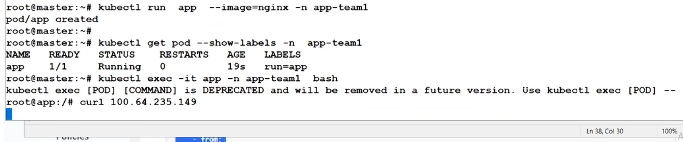 root@master:~# kubectl run  app  --image=nginx -n app-team1
pod/app created
root@master:~#
root@master:~# kubectl get pod --show-labels -n  app-team1
NAME   READY   STATUS    RESTARTS   AGE   LABELS
app    1/1     Running   0          19s   run=app
root@master:~# kubectl exec -it app -n app-team1  bash
kubectl exec [POD] [COMMAND] is DEPRECATED and will be removed in a future version. Use kubectl exec [POD] --
root@app:/# curl 100.64.235.149
Ln 38, Col 30    100%
Policies
- from: